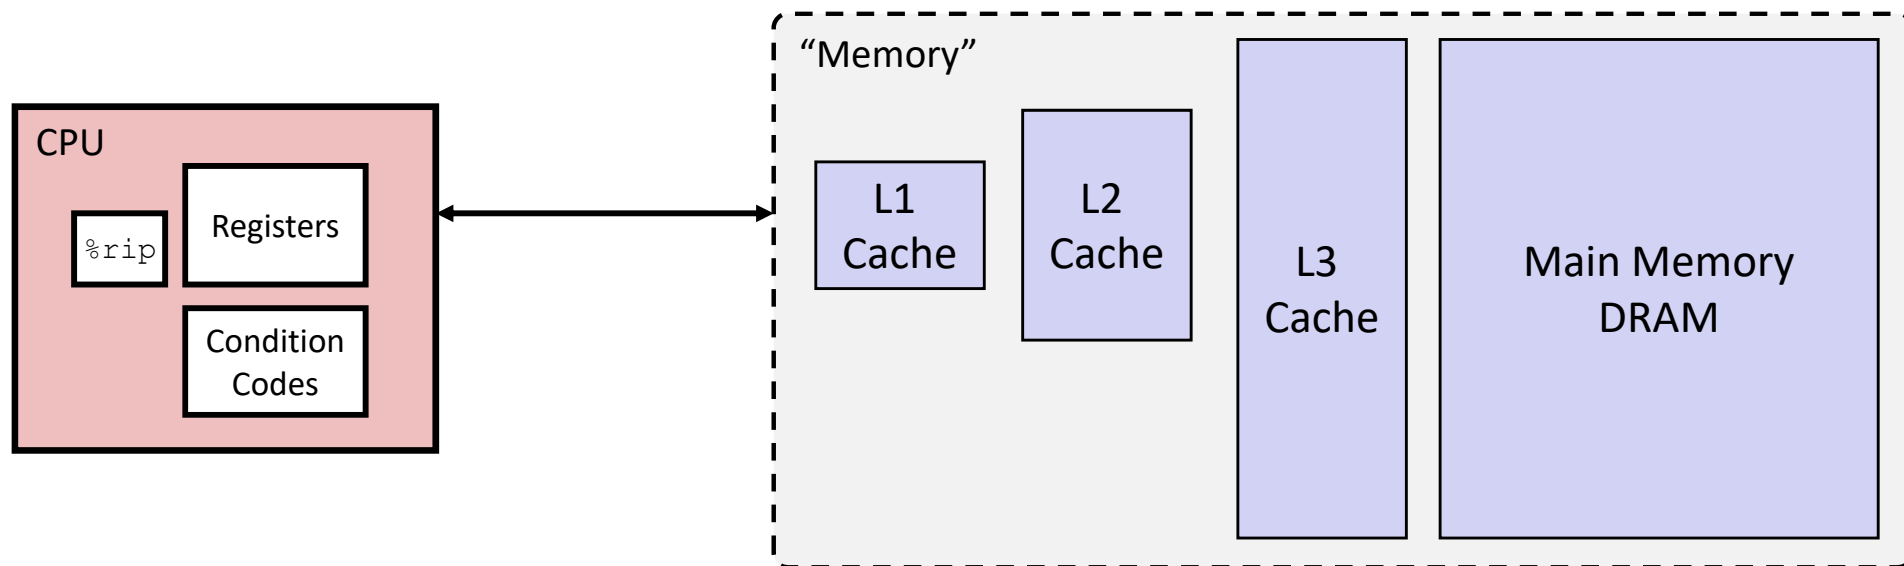 CPU
%rip
Registers
Condition
Codes
“Memory”
L1
Cache
L2
Cache
L3
Cache
Main Memory
DRAM